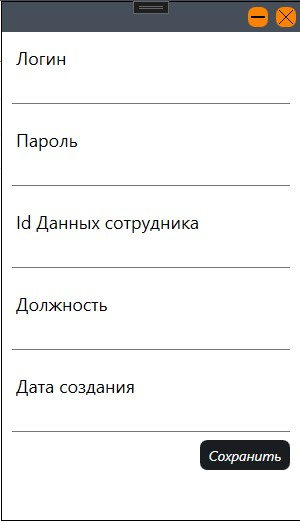 Логин
Пароль
Id Данных сотрудника
Должность
Дата создания
Сохранить